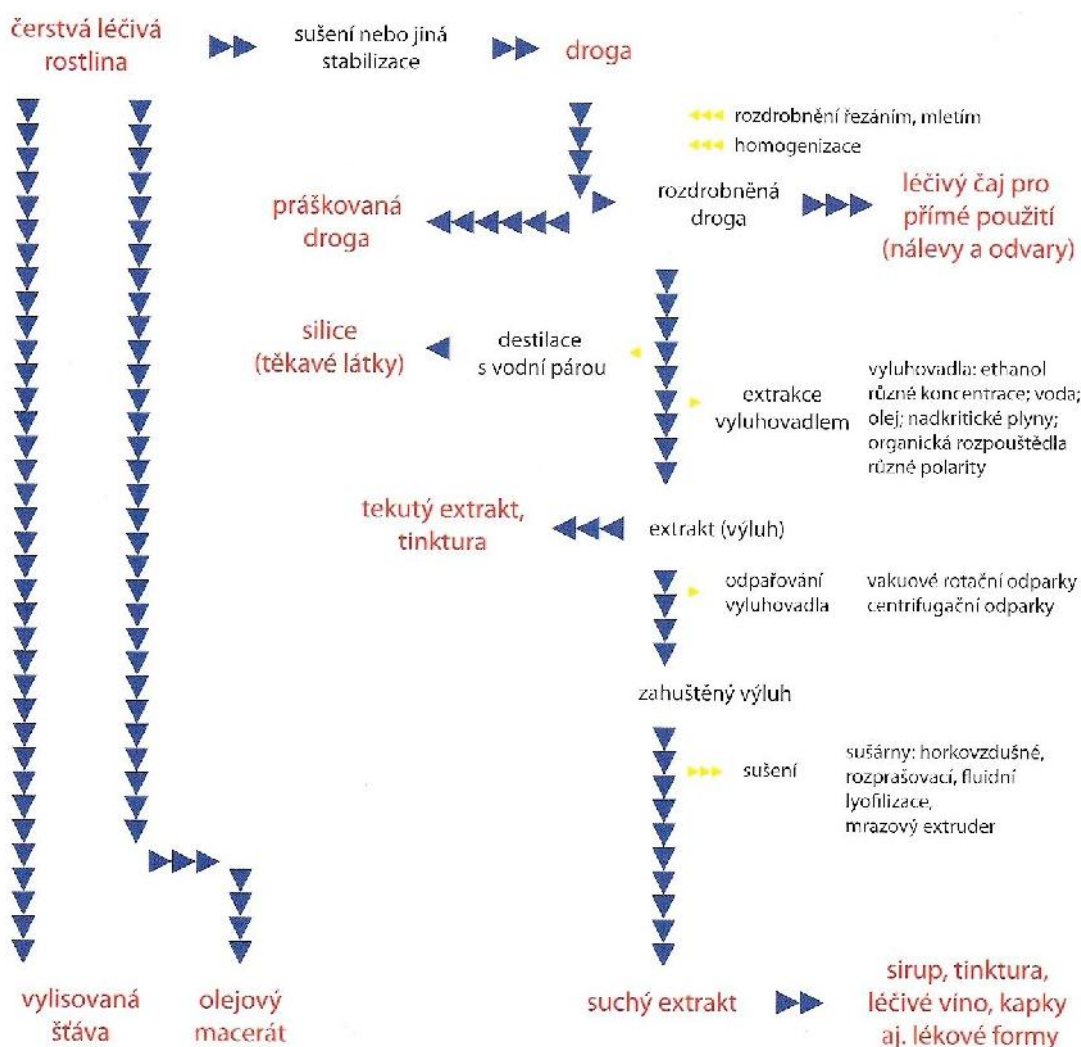 čerstvá léčivá
rostlina
sušení nebo jiná
stabilizace
droga
rozdrobnění řezáním, mletím
homogenizace
práškovaná
droga
rozdrobněná
droga
léčivý čaj pro
přímé použití
(nálevy a odvary)
silice
(těkavé látky)
destilace
s vodní párou
extrakce
vyluhovadlem
vyluhovadla: ethanol
různé koncentrace; voda;
olej; nadkritické plyny;
organická rozpouštědla
různé polarity
tekutý extrakt,
tinktura
extrakt (výluh)
odpařování
vyluhovadla
vakuové rotační odparky
centrifugační odparky
zahuštěný výluh
sušení
sušárny: horkovzdušné,
rozprašovací, fluidní
lyofilizace,
mrazový extruder
vylisovaná
šťáva
olejový
macerát
suchý extrakt
sirup, tinktura,
léčivé víno, kapky
aj. lékové formy